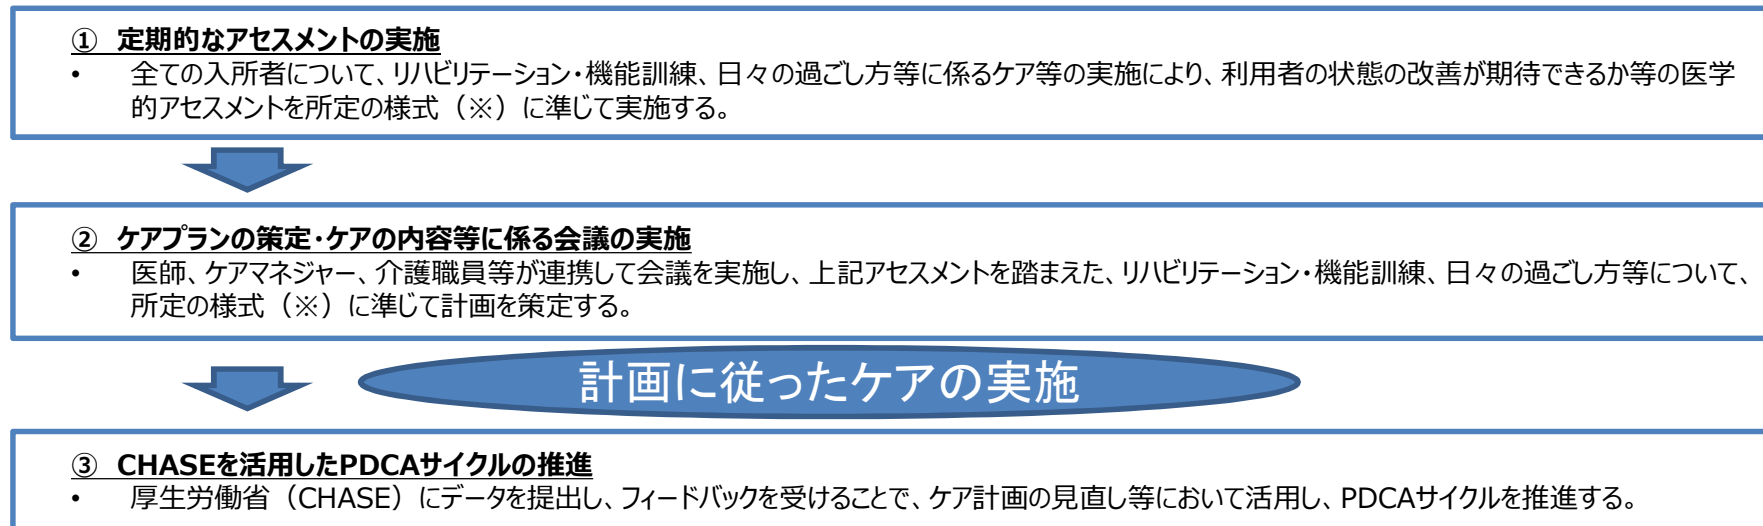 ① 定期的なアセスメントの実施
• 全ての入所者について、リハビリテーション・機能訓練、日々の過ごし方等に係るケア等の実施により、利用者の状態の改善が期待できるか等の医学
的アセスメントを所定の様式（※）に準じて実施する。
② ケアプランの策定・ケアの内容等に係る会議の実施
• 医師、ケアマネジャー、介護職員等が連携して会議を実施し、上記アセスメントを踏まえた、リハビリテーション・機能訓練、日々の過ごし方等について、
所定の様式（※）に準じて計画を策定する。
計画に従ったケアの実施
③ CHASEを活用したPDCAサイクルの推進
• 厚生労働省（CHASE）にデータを提出し、フィードバックを受けることで、ケア計画の見直し等において活用し、PDCAサイクルを推進する。